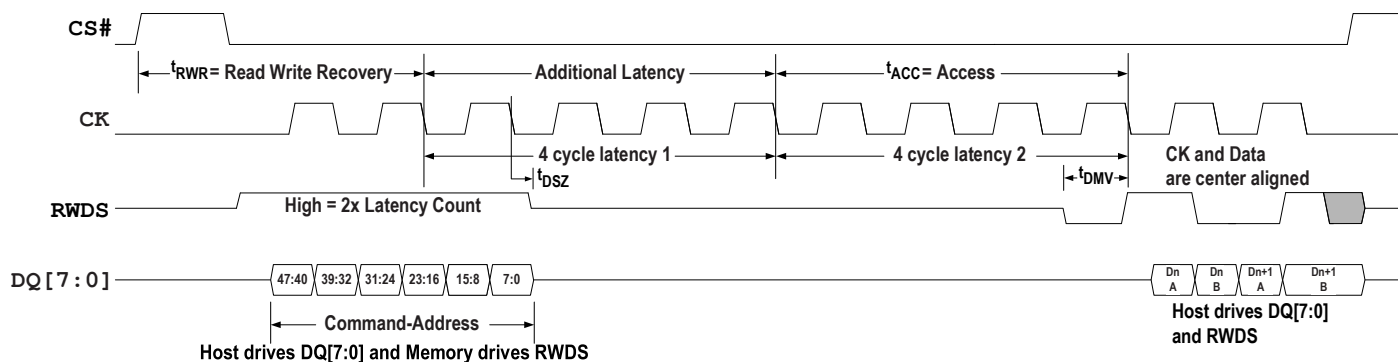 CS#
tRWR= Read Write Recovery
Additional Latency
tACC= Access
CK
4 cycle latency 1
4 cycle latency 2
CK and Data
are center aligned
tDSZ
tDMV
RWDS
High = 2x Latency Count
DQ[7:0]
47:40
39:32
31:24
23:16
15:8
7:0
Dn
A
Dn
B
Dn+1
A
Dn+1
B
Command-Address
Host drives DQ[7:0]
and RWDS
Host drives DQ[7:0] and Memory drives RWDS